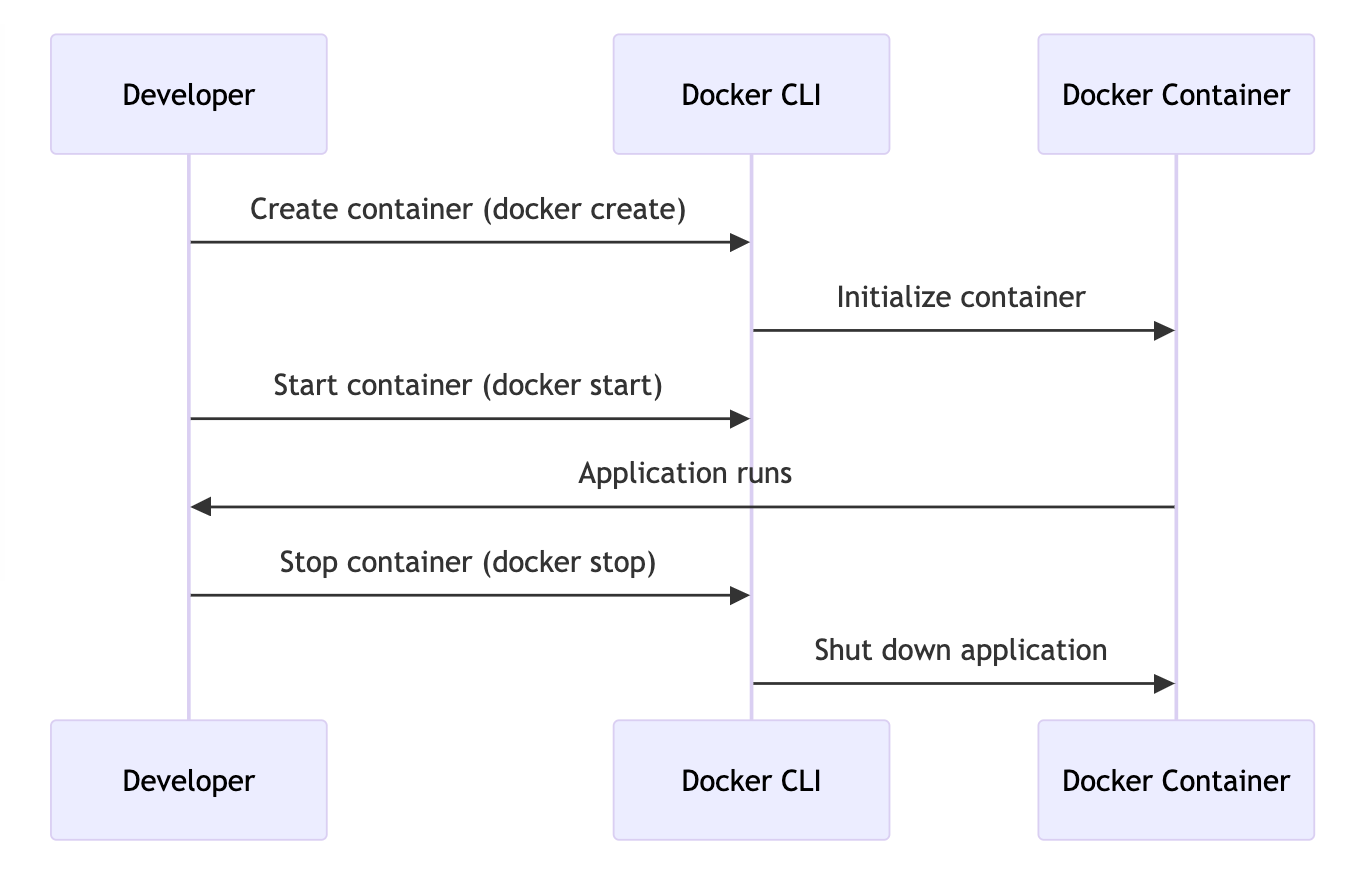 Developer
Docker CLI
Docker Container
Create container (docker create)
Initialize container
Start container (docker start)
Application runs
Stop container (docker stop)
Shut down application
Developer
Docker CLI
Docker Container